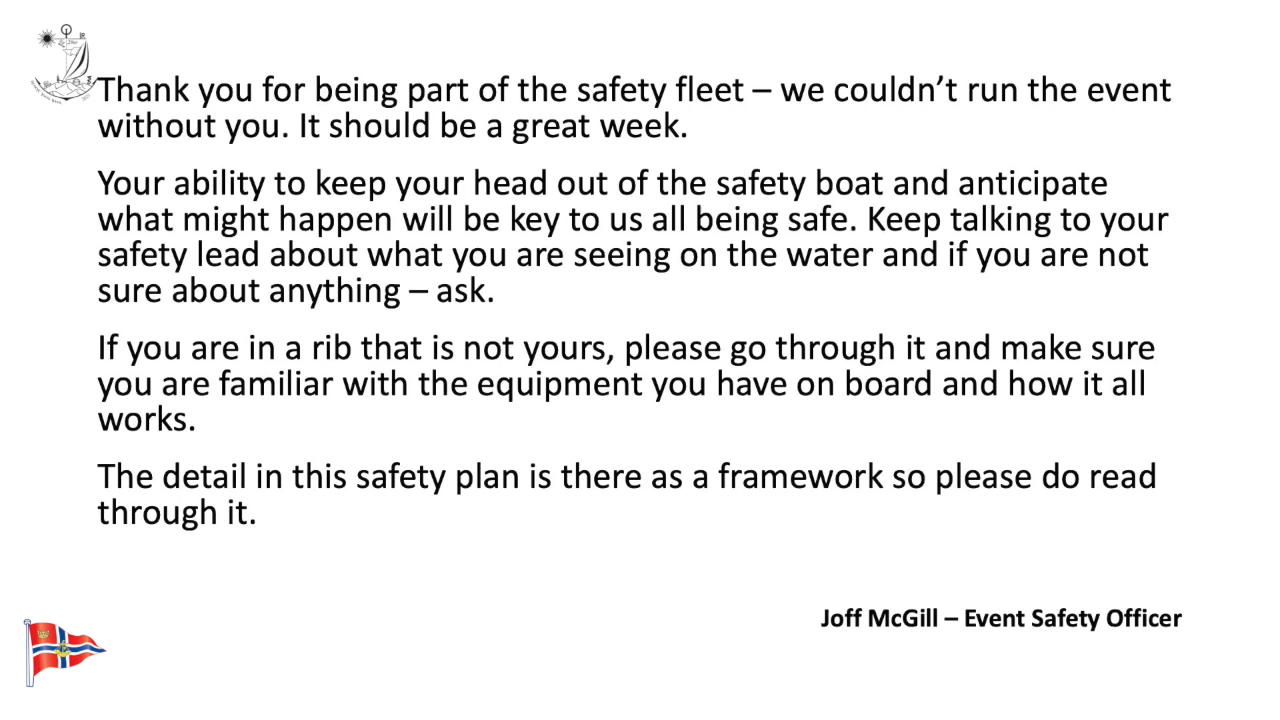 Thank you for being part of the safety fleet – we couldn’t run the event
without you. It should be a great week.
Your ability to keep your head out of the safety boat and anticipate
what might happen will be key to us all being safe. Keep talking to your
safety lead about what you are seeing on the water and if you are not
sure about anything – ask.
If you are in a rib that is not yours, please go through it and make sure
you are familiar with the equipment you have on board and how it all
works.
The detail in this safety plan is there as a framework so please do read
through it.
Joff McGill – Event Safety Officer